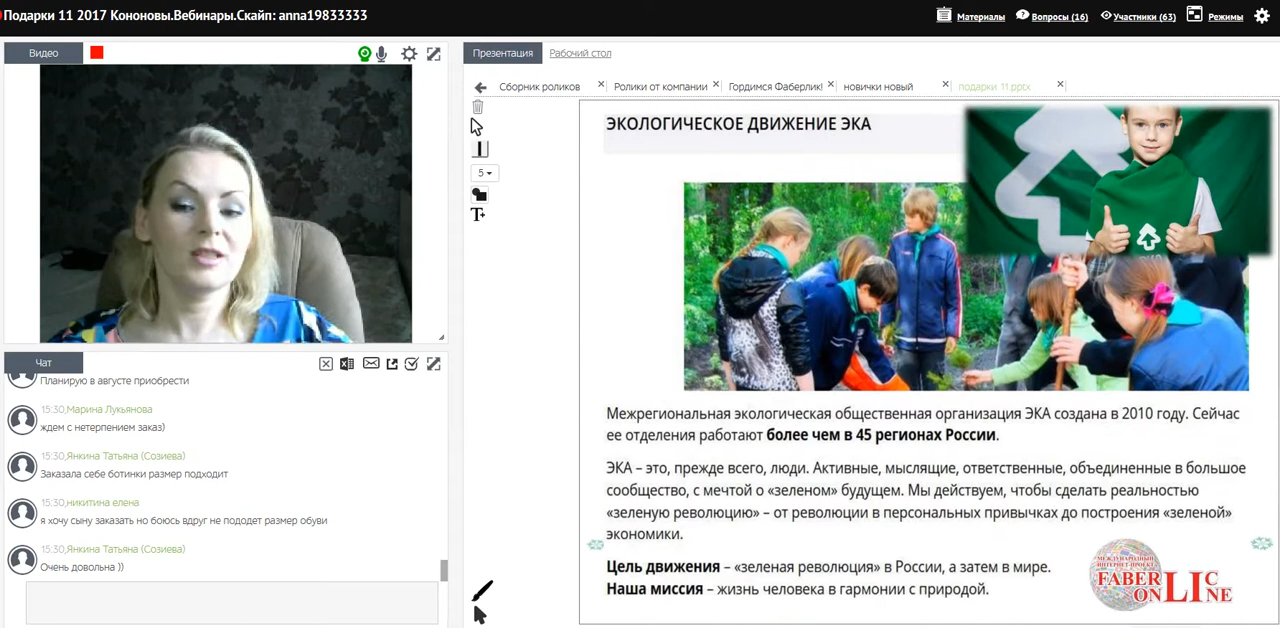 Подарки 11 2017 Кононовы.Вебинары.Скайп: anna19833333
Материалы
Вопросы (16)
Участники (63)
Режимы
Видео
Презентация
Рабочий стол
Сборник роликов
Ролики от компании
Гордимся Фаберлик!
новички новый
подарки 11.pptx
5
T+
ЭКОЛОГИЧЕСКОЕ ДВИЖЕНИЕ ЭКА
Межрегиональная экологическая общественная организация ЭКА создана в 2010 году. Сейчас
ее отделения работают более чем в 45 регионах России.
ЭКА – это, прежде всего, люди. Активные, мыслящие, ответственные, объединенные в большое
сообщество, с мечтой о «зеленом» будущем. Мы действуем, чтобы сделать реальностью
«зеленую революцию» – от революции в персональных привычках до построения «зеленой»
экономики.
Цель движения – «зеленая революция» в России, а затем в мире.
Наша миссия – жизнь человека в гармонии с природой.
МЕЖДУНАРОДНЫЙ
ИНТЕРНЕТ-ПРОЕКТ
FABERLIC
ONLINE
Чат
Планирую в августе приобрести
15:30,Марина Лукьянова
ждем с нетерпением заказ)
15:30,Янкина Татьяна (Созиева)
Заказала себе ботинки размер подходит
15:30,никитина елена
я хочу сыну заказать но боюсь вдруг не пододет размер обуви
15:30,Янкина Татьяна (Созиева)
Очень довольна ))